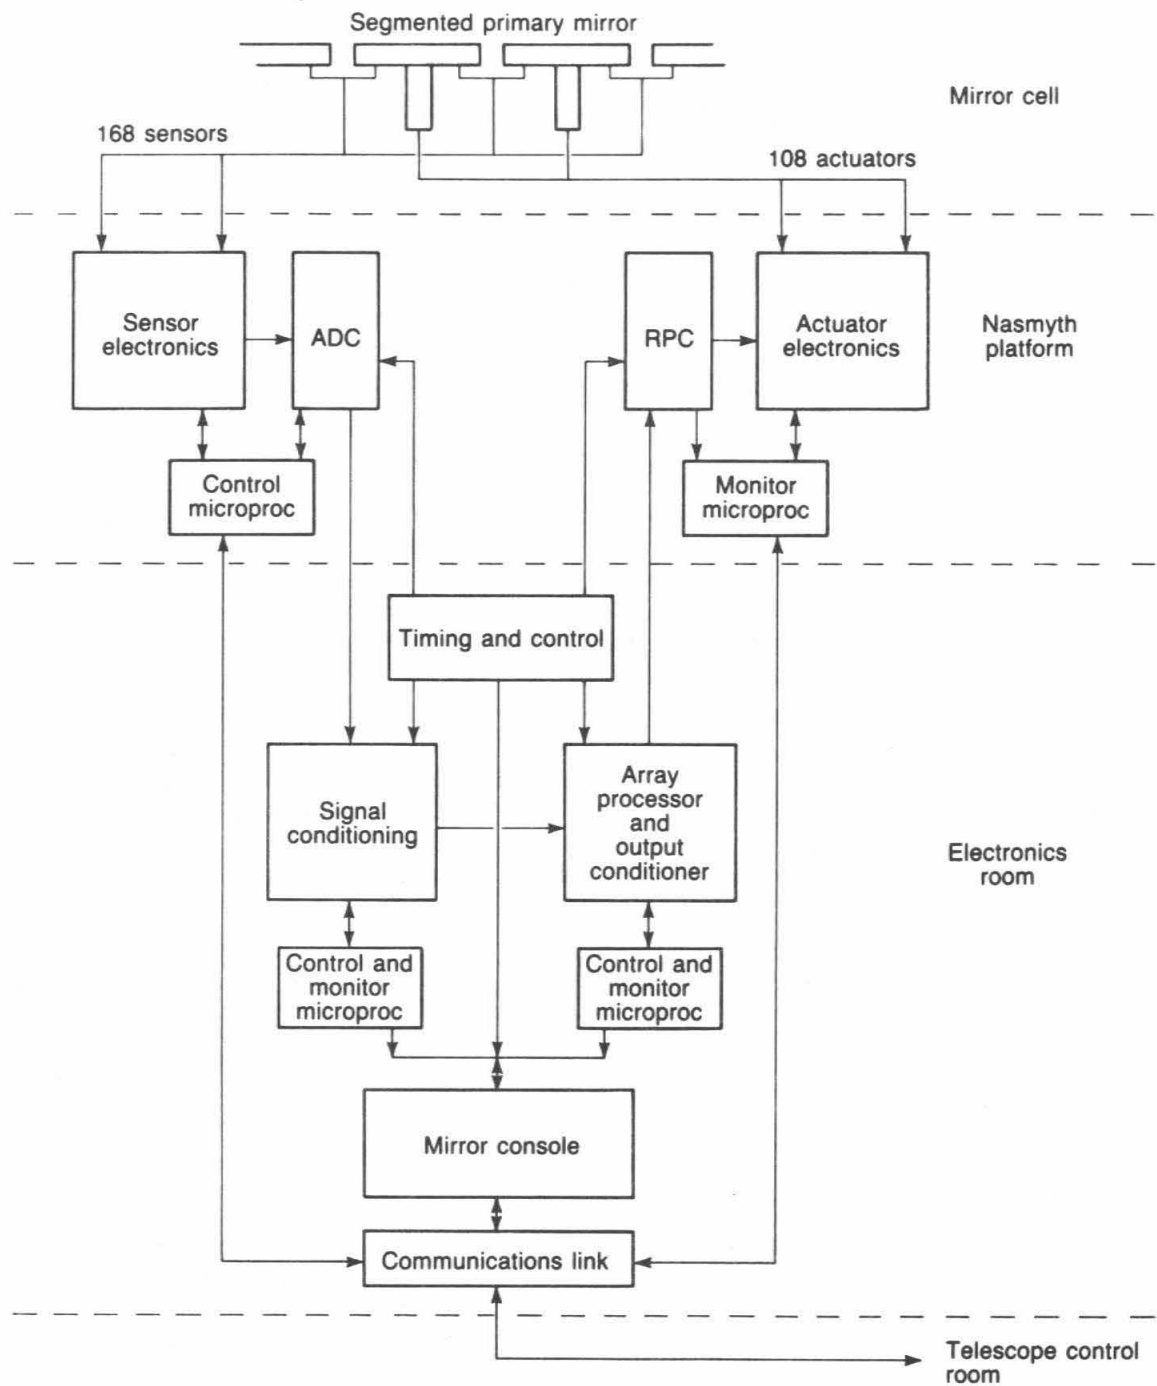 Segmented primary mirror
Mirror cell
168 sensors
108 actuators
Sensor
electronics
ADC
RPC
Actuator
electronics
Nasmyth
platform
Control
microproc
Monitor
microproc
Timing and control
Signal
conditioning
Array
processor
and
output
conditioner
Electronics
room
Control and
monitor
microproc
Control and
monitor
microproc
Mirror console
Communications link
Telescope control
room